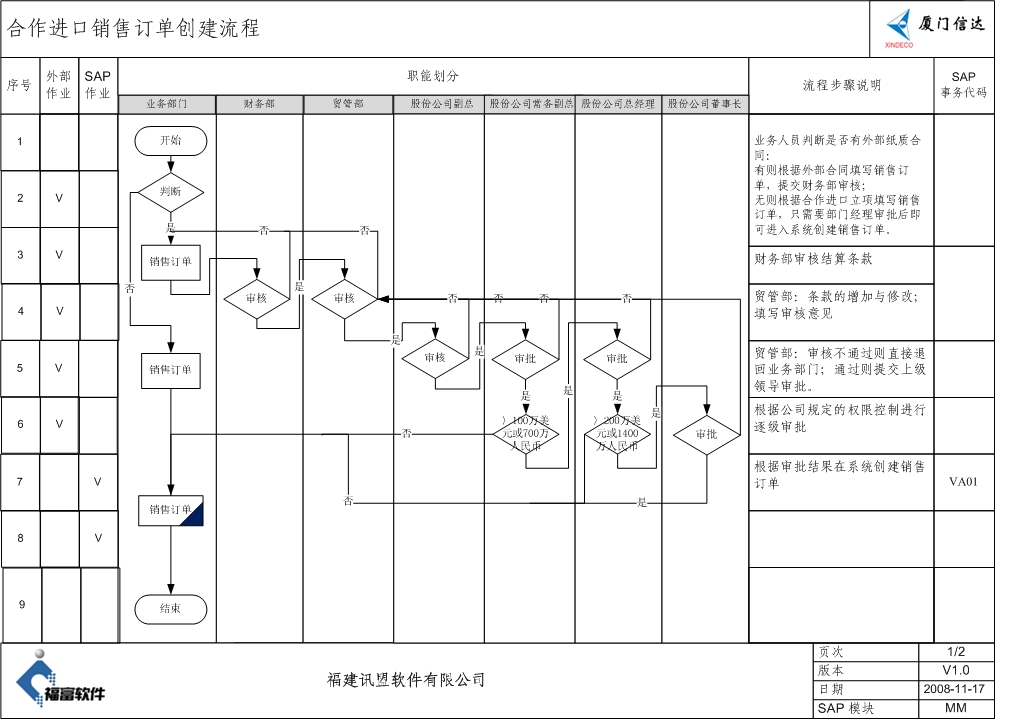 合作进口销售订单创建流程
厦门信达
XINDECO
序号
外部
作业
SAP
作业
职能划分
流程步骤说明
SAP
事务代码
业务部门
财务部
贸管部
股份公司副总
股份公司常务副总
股份公司总经理
股份公司董事长
1
2
V
3
V
4
V
5
V
6
V
7
V
8
V
9
开始
判断
是
否
否
销售订单
审核
是
审核
否
否
否
否
否
是
审核
是
审批
是
审批
销售订单
是
是
是
〉100万美
元或700万
人民币
〉200万美
元或1400
万人民币
审批
否
否
是
销售订单
结束
业务人员判断是否有外部纸质合
同;
有则根据外部合同填写销售订
单，提交财务部审核;
无则根据合作进口立项填写销售
订单，只需要部门经理审批后即
可进入系统创建销售订单。
财务部审核结算条款
贸管部：条款的增加与修改;
填写审核意见
贸管部：审核不通过则直接退
回业务部门；通过则提交上级
领导审批。
根据公司规定的权限控制进行
逐级审批
根据审批结果在系统创建销售
订单
VA01
福富软件
福建讯盟软件有限公司
页次 1/2
版本 V1.0
日期 2008-11-17
SAP 模块 MM